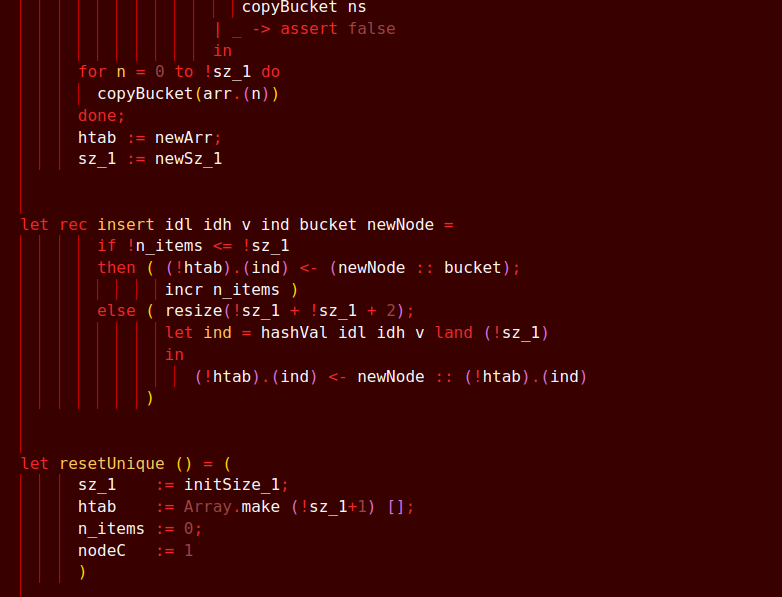 copyBucket ns
| _ -> assert false
in
for n = 0 to !sz_1 do
copyBucket(arr.(n))
done;
htab := newArr;
sz_1 := newSz_1
let rec insert idl idh v ind bucket newNode =
if !n_items <= !sz_1
then ( (!htab).(ind) <- (newNode :: bucket);
incr n_items )
else ( resize(!sz_1 + !sz_1 + 2);
let ind = hashVal idl idh v land (!sz_1)
in
(!htab).(ind) <- newNode :: (!htab).(ind)
)
let resetUnique () = (
sz_1    := initSize_1;
htab    := Array.make (!sz_1+1) [];
n_items := 0;
nodeC   := 1
)